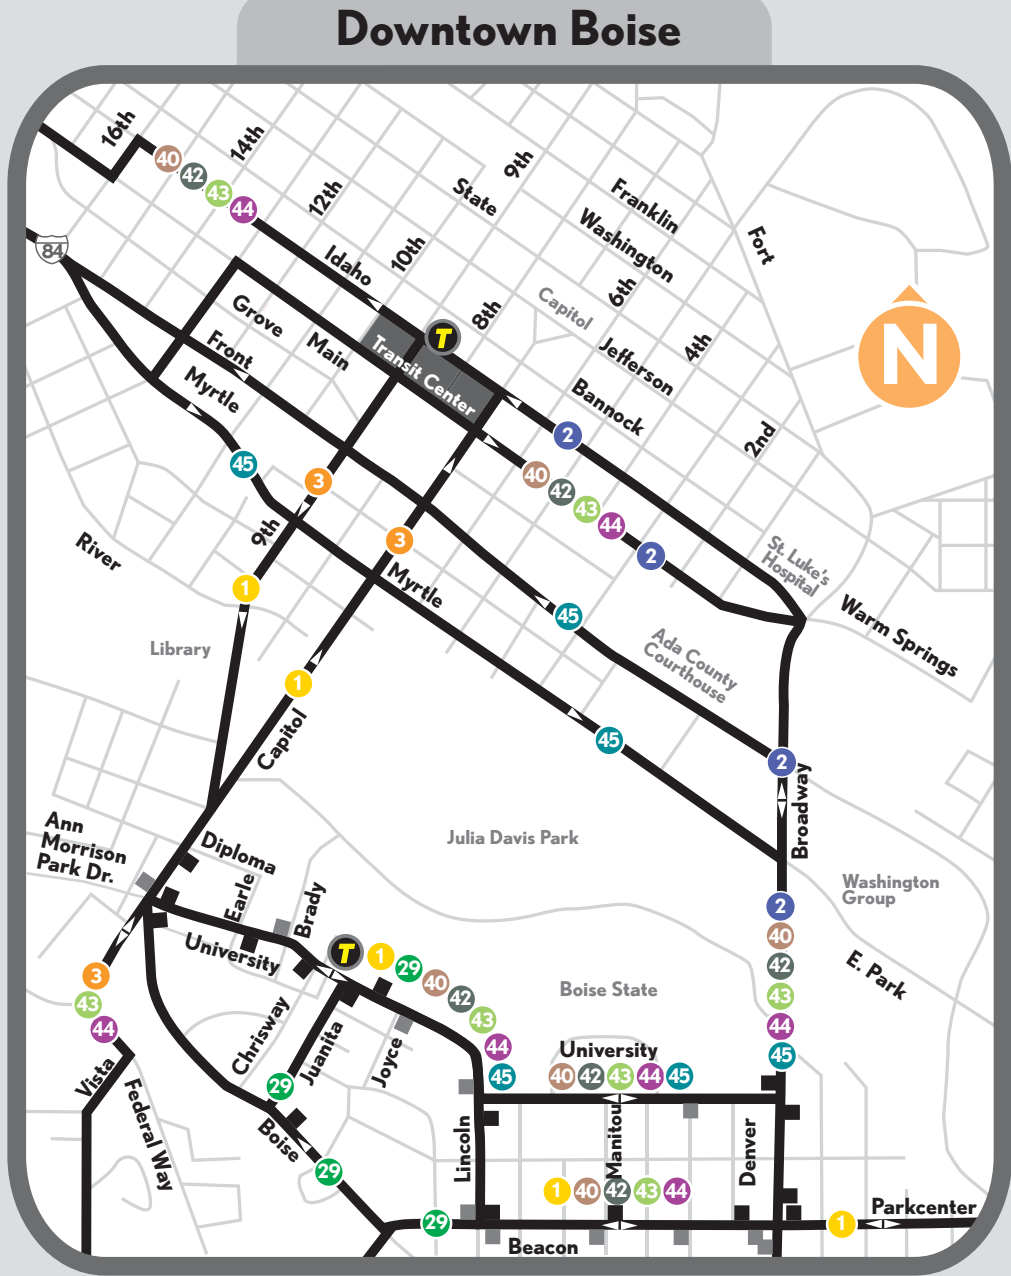 Downtown Boise
16th
14th
9th
40
42
43
44
12th
State
Franklin
Washington
Fort
84
Idaho
10th
6th
Capitol
8th
Grove
Main
Front
T
Transit Center
Jefferson
4th
N
Myrtle
Bannock
2nd
2
45
3
40
42
43
44
2
9th
3
River
St. Luke's
Hospital
1
Myrtle
45
Warm Springs
Library
Ada County
Courthouse
1
Capitol
45
2
Broadway
Ann
Morrison
Park Dr.
Diploma
Julia Davis Park
Earle
Brady
Washington
Group
2
40
42
43
44
45
University
T
1
29
40
42
43
44
45
3
43
44
E. Park
Boise State
Chrisway
Juanita
Joyce
University
40
42
43
44
45
Vista
Federal Way
29
Boise
29
Lincoln
Manitou
Denver
1
40
42
43
44
29
1
Parkcenter
Beacon